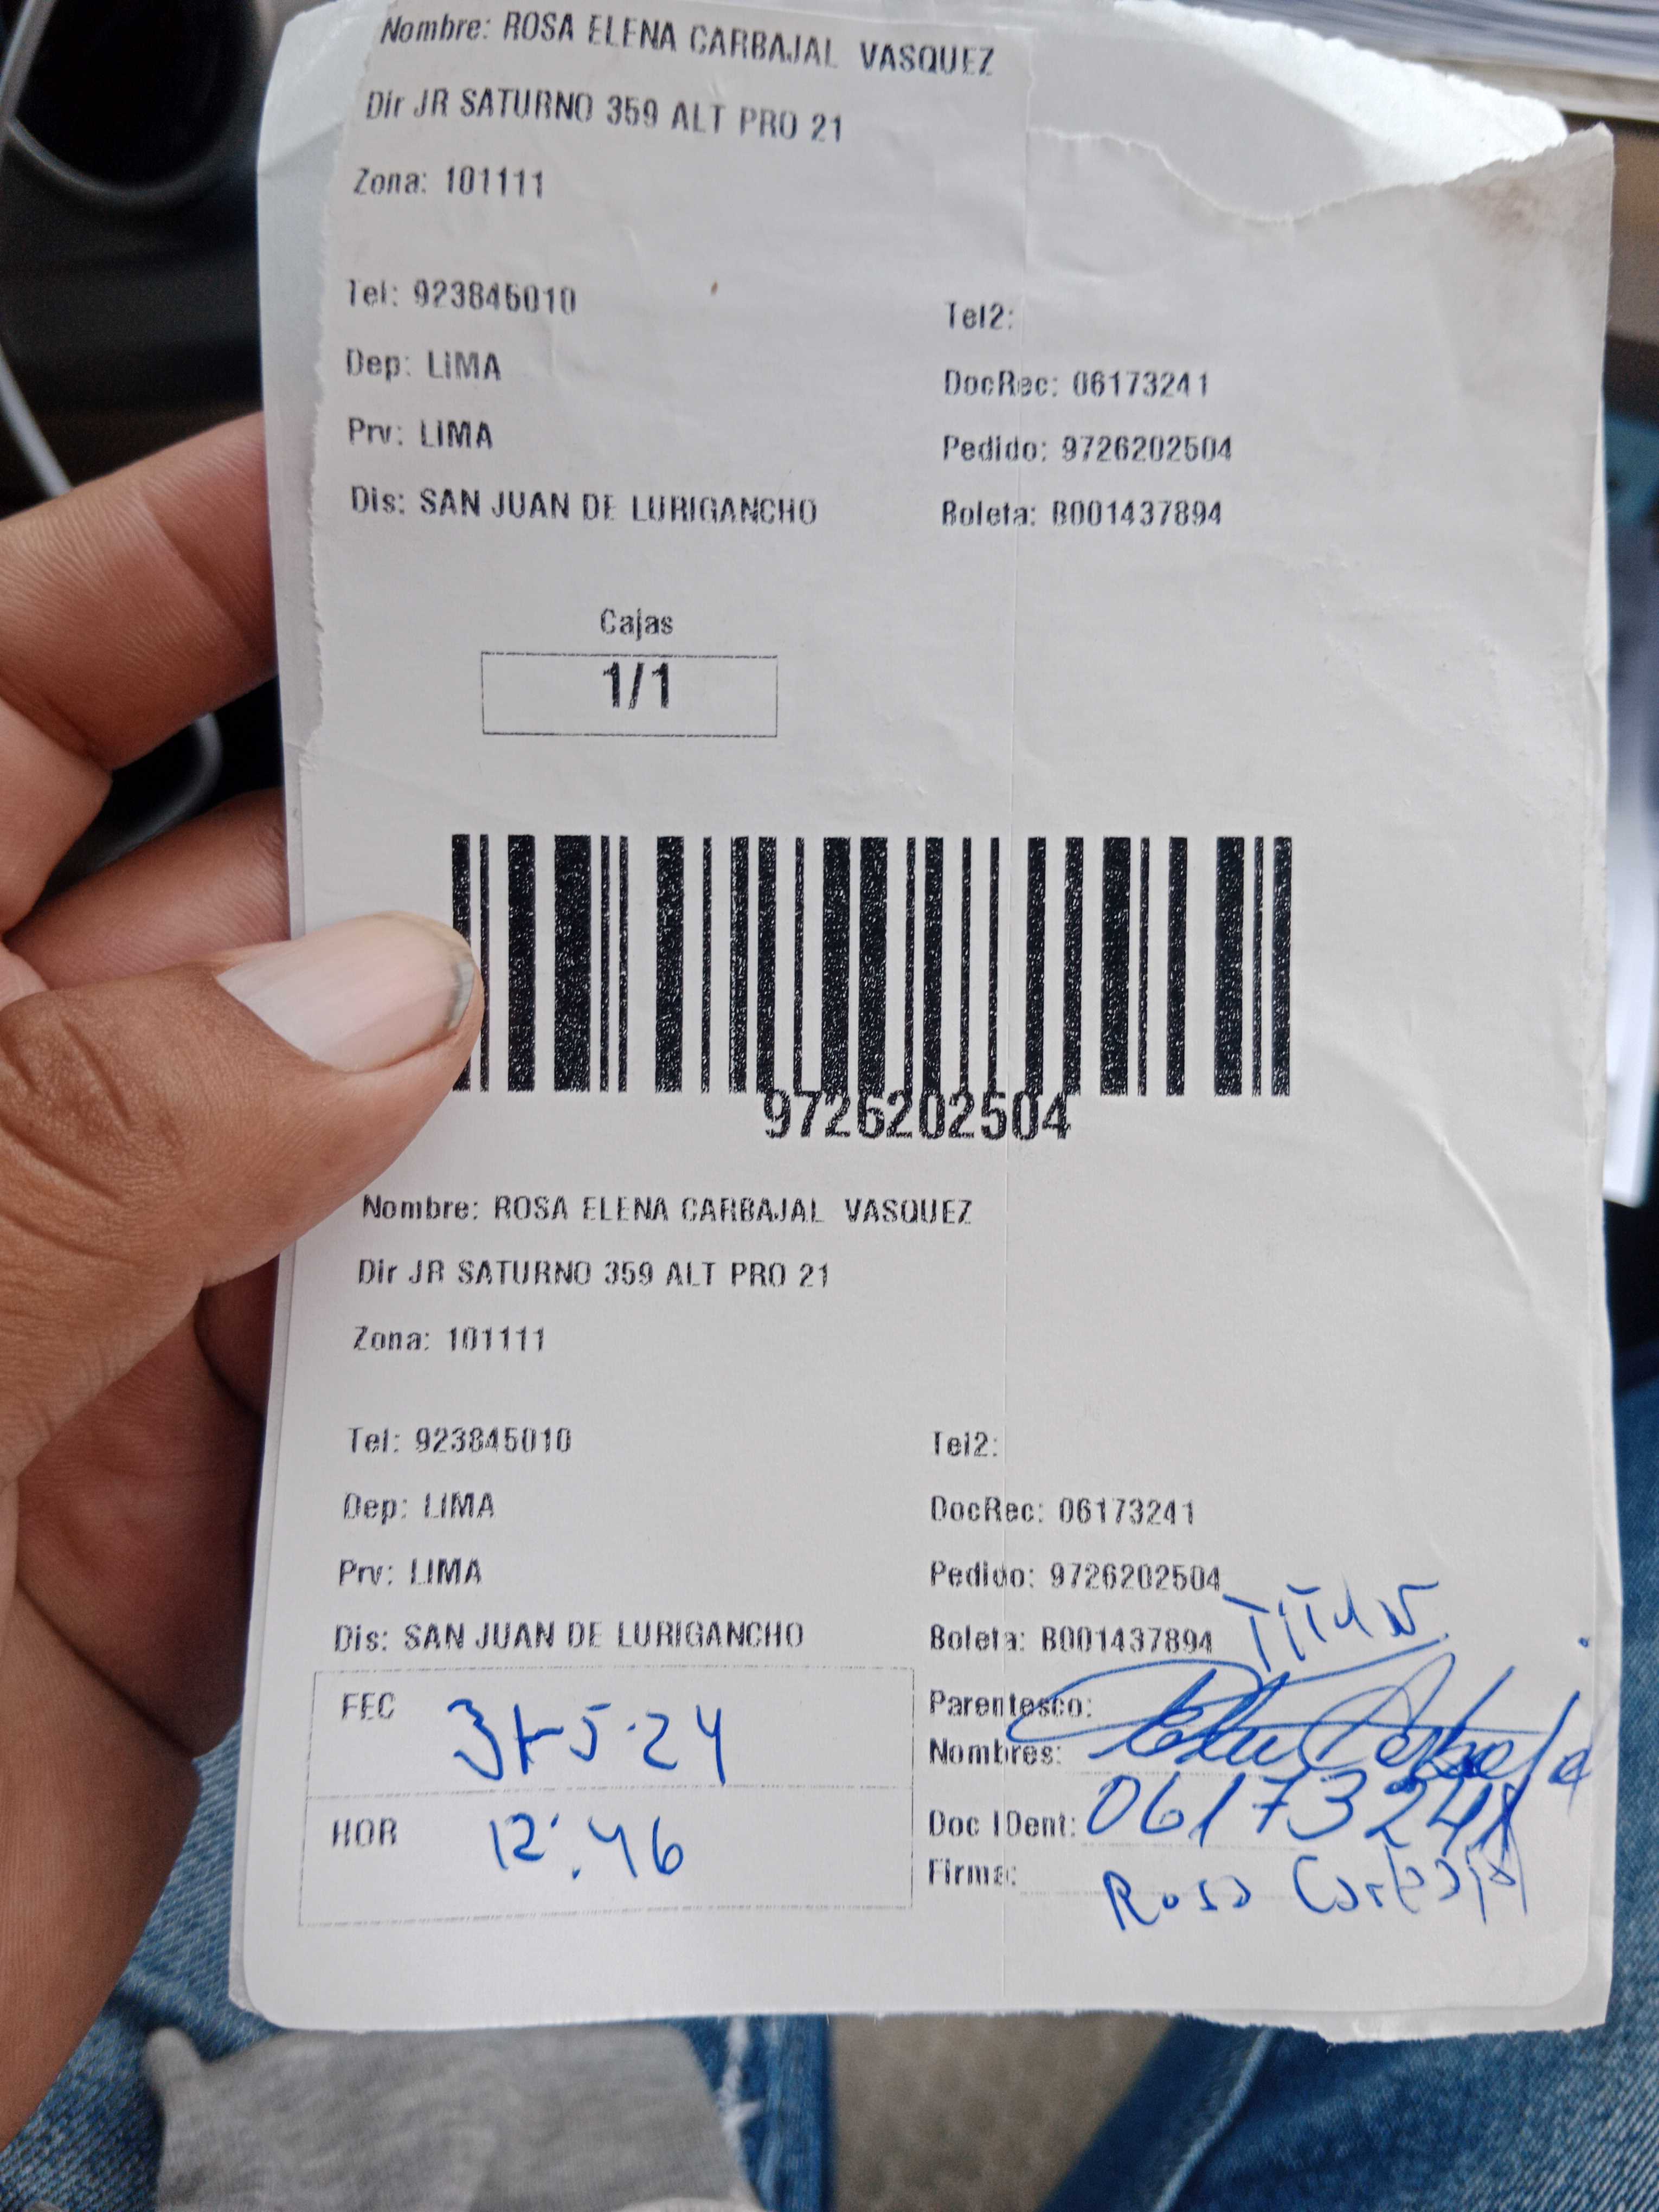 Nombre: ROSA ELENA CARBAJAL VASQUEZ
Dir JR SATURNO 359 ALT PRO 21
Zona: 101111
Tel: 923845010
Tel2:
Dep: LIMA
DocRec: 06173241
Prv: LIMA
Pedido: 9726202504
Dis: SAN JUAN DE LURIGANCHO
Boleta: B001437894
Cajas
1/1
9726202504
Nombre: ROSA ELENA CARBAJAL VASQUEZ
Dir JR SATURNO 359 ALT PRO 21
Zona: 101111
Tel: 923845010
Tel2:
Dep: LIMA
DocRec: 06173241
Prv: LIMA
Pedido: 9726202504
Dis: SAN JUAN DE LURIGANCHO
Boleta: B001437894
FEC 31-5-24
Parentesco:
Nombres:
HOR 12:46
Doc IDent: 06173241
Firma: Rosa Carbajal